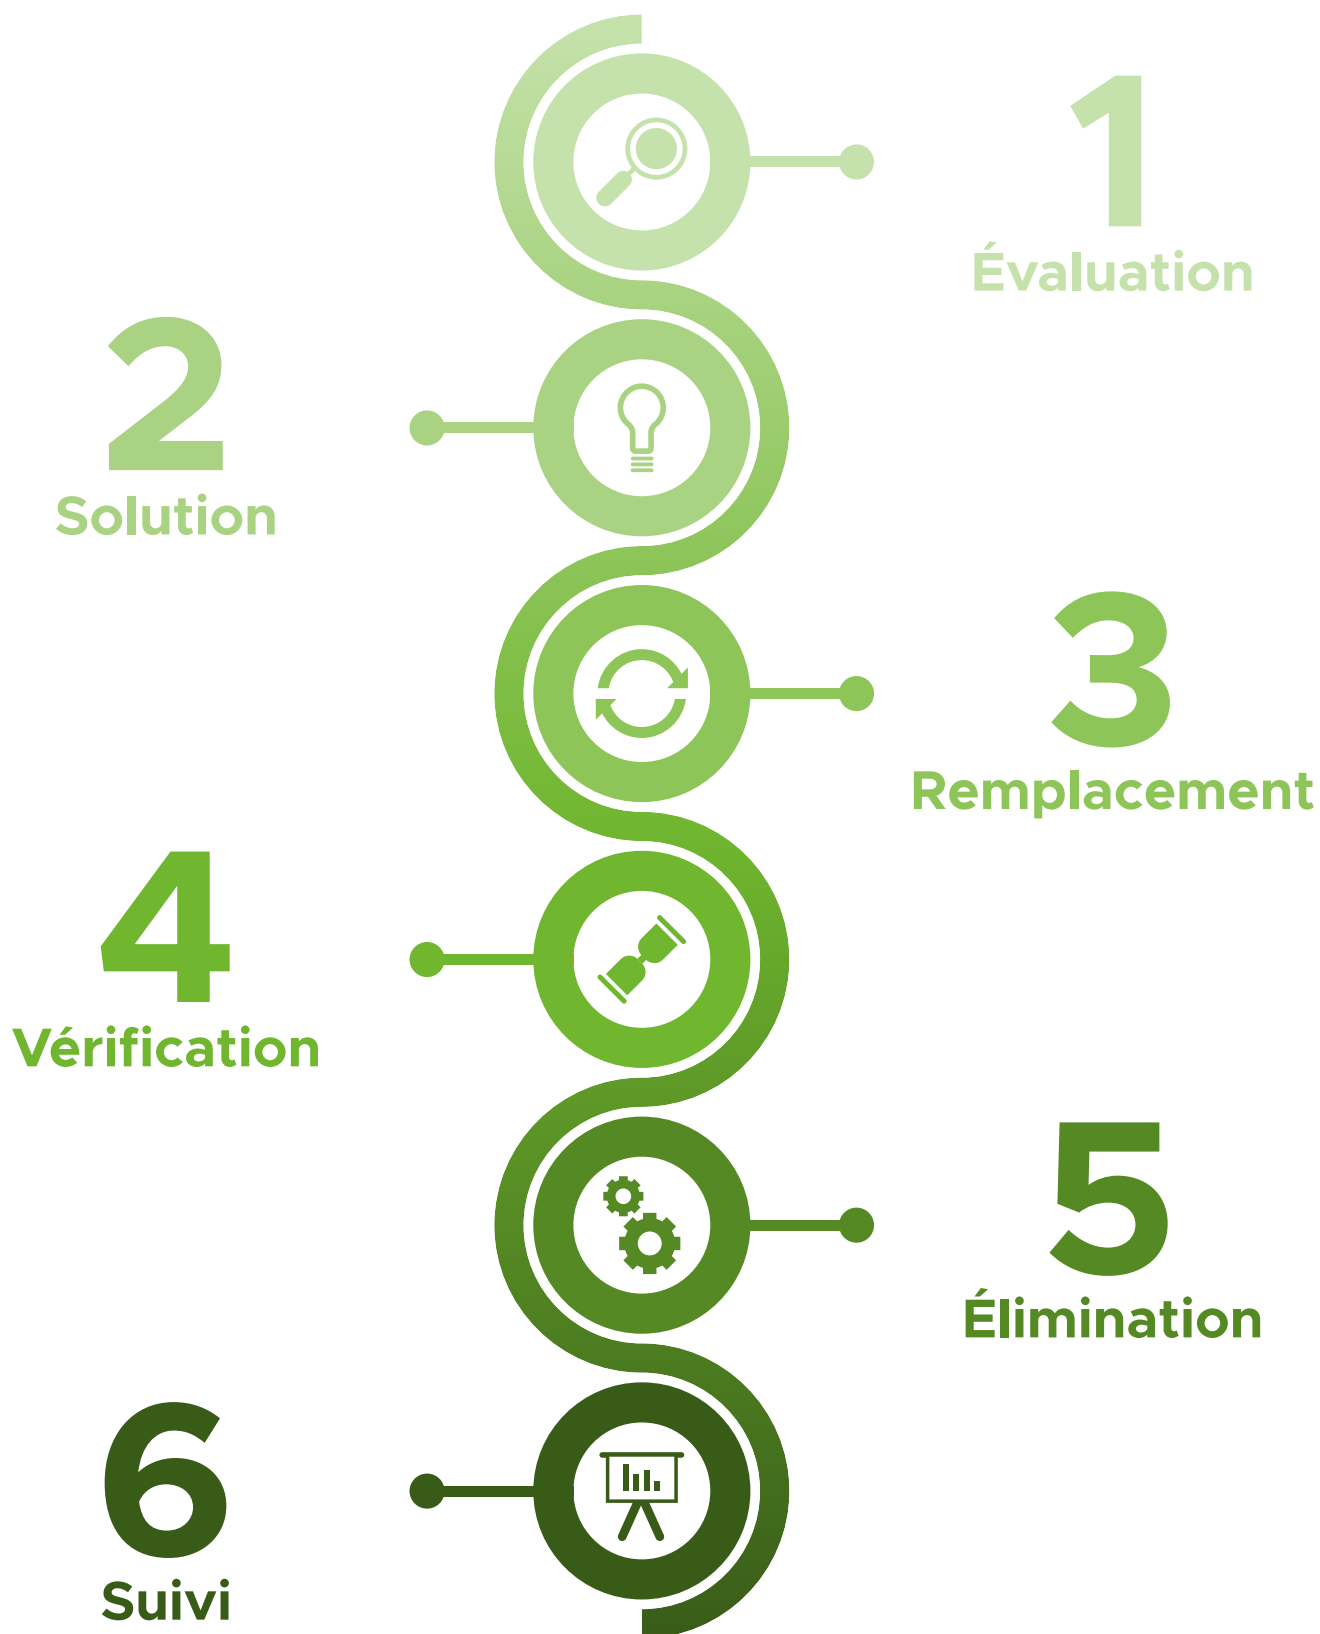 1
Évaluation
2
Solution
3
Remplacement
4
Vérification
5
Élimination
6
Suivi